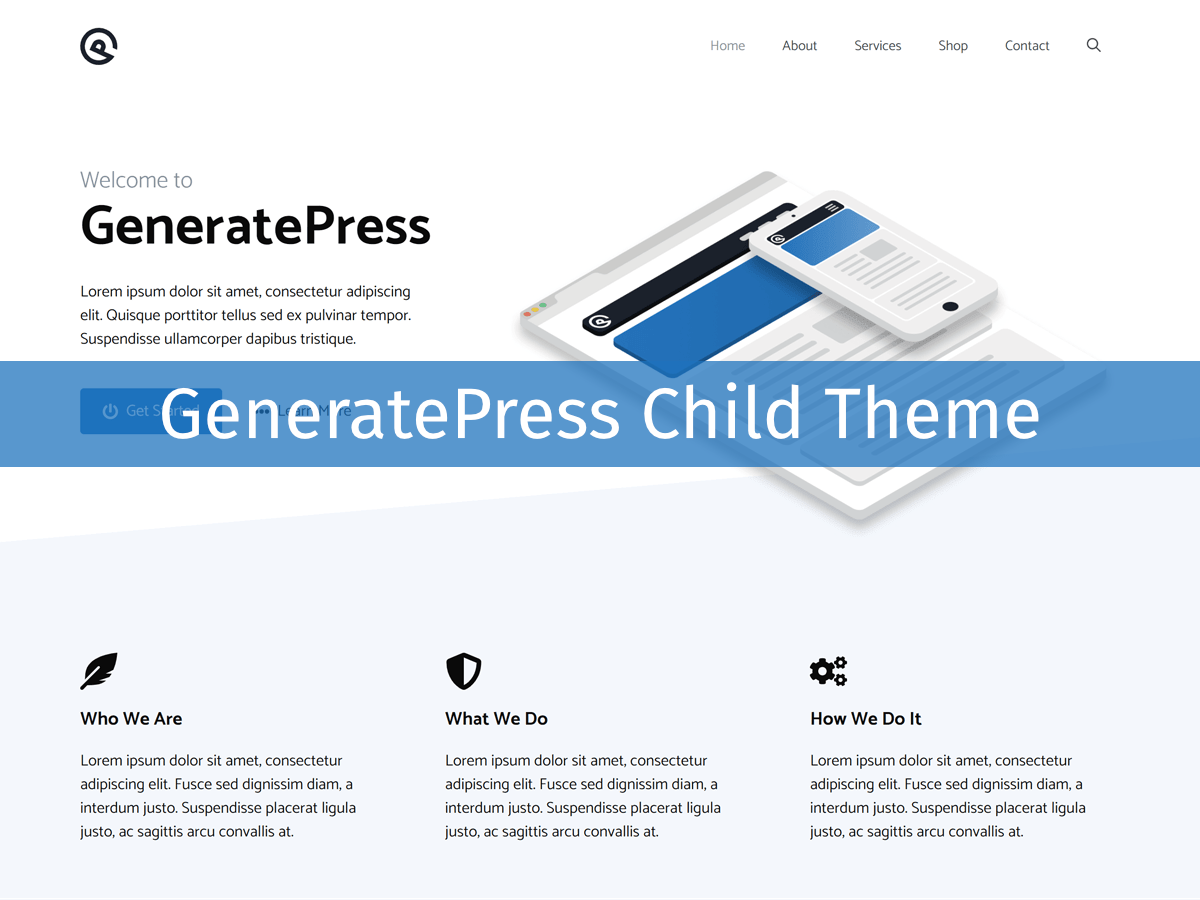 Home About Services Shop Contact
Welcome to
GeneratePress
Lorem ipsum dolor sit amet, consectetur adipiscing
elit. Quisque porttitor tellus sed ex pulvinar tempor.
Suspendisse ullamcorper dapibus tristique.
Get Started Learn More
GeneratePress Child Theme
Who We Are
Lorem ipsum dolor sit amet, consectetur
adipiscing elit. Fusce sed dignissim diam, a
interdum justo. Suspendisse placerat ligula
justo, ac sagittis arcu convallis at.
What We Do
Lorem ipsum dolor sit amet, consectetur
adipiscing elit. Fusce sed dignissim diam, a
interdum justo. Suspendisse placerat ligula
justo, ac sagittis arcu convallis at.
How We Do It
Lorem ipsum dolor sit amet, consectetur
adipiscing elit. Fusce sed dignissim diam, a
interdum justo. Suspendisse placerat ligula
justo, ac sagittis arcu convallis at.